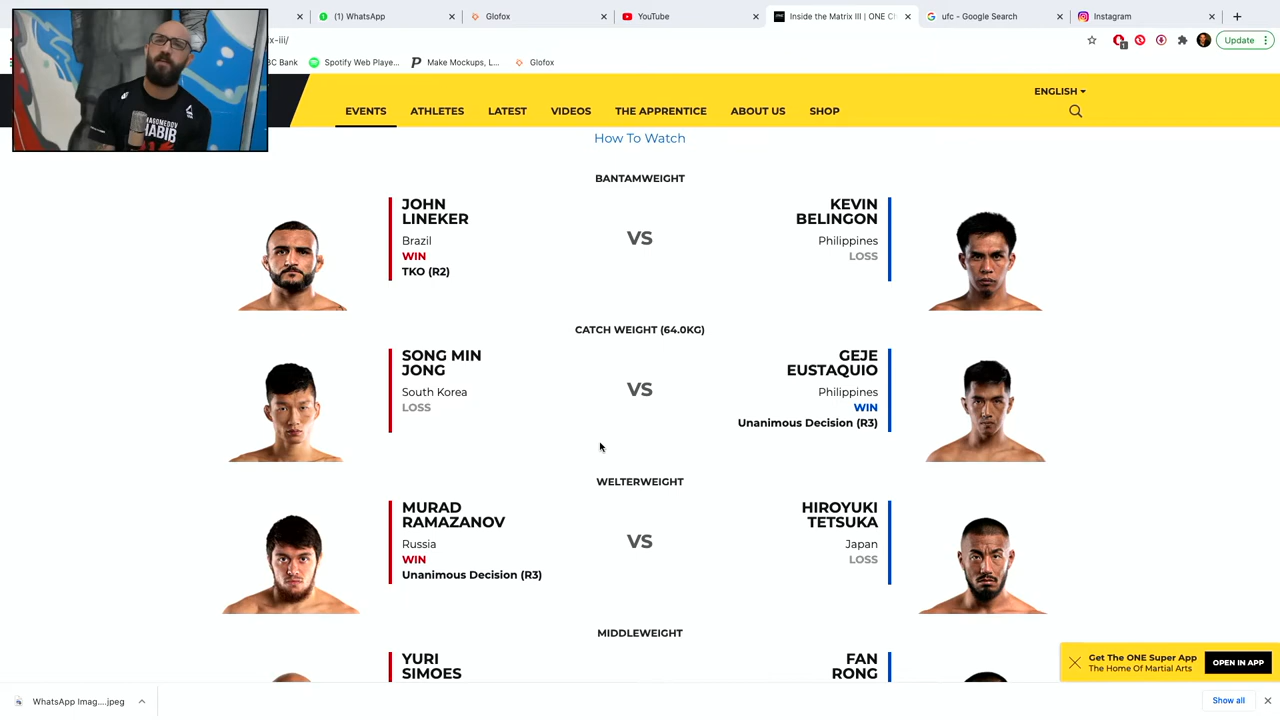 (1) WhatsApp
Glofox
YouTube
Inside the Matrix III | ONE C
ufc - Google Search
Instagram
ix-iii/
1
Update
BC Bank
Spotify Web Playe...
Make Mockups, L...
Glofox
HABIB
ENGLISH
EVENTS
ATHLETES
LATEST
VIDEOS
THE APPRENTICE
ABOUT US
SHOP
How To Watch
BANTAMWEIGHT
JOHN
LINEKER
Brazil
WIN
TKO (R2)
VS
KEVIN
BELINGON
Philippines
LOSS
CATCH WEIGHT (64.0KG)
SONG MIN
JONG
South Korea
LOSS
VS
GEJE
EUSTAQUIO
Philippines
WIN
Unanimous Decision (R3)
WELTERWEIGHT
MURAD
RAMAZANOV
Russia
WIN
Unanimous Decision (R3)
VS
HIROYUKI
TETSUKA
Japan
LOSS
MIDDLEWEIGHT
YURI
SIMOES
FAN
RONG
Get The ONE Super App
The Home Of Martial Arts
OPEN IN APP
WhatsApp Imag....jpeg
Show all